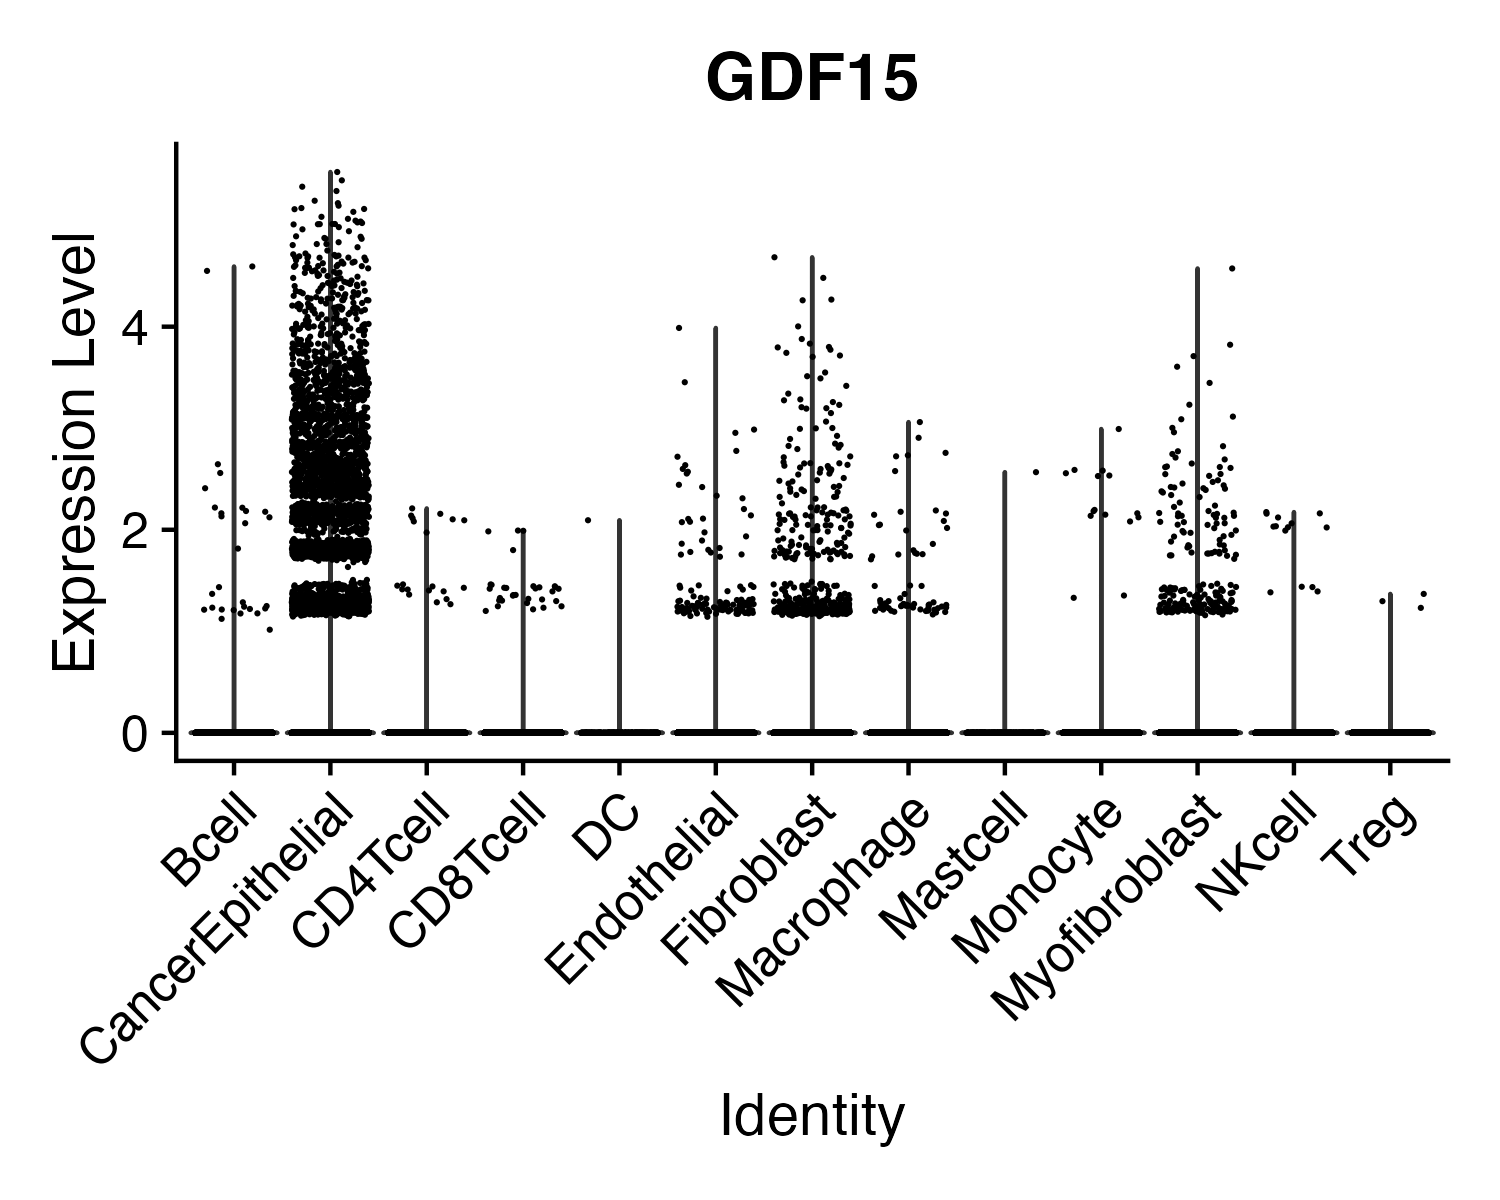 GDF15
Expression Level
4
2
0
Bcell
CancerEpithelial
CD4Tcell
CD8Tcell
DC
Endothelial
Fibroblast
Macrophage
Mastcell
Monocyte
Myofibroblast
NKcell
Treg
Identity